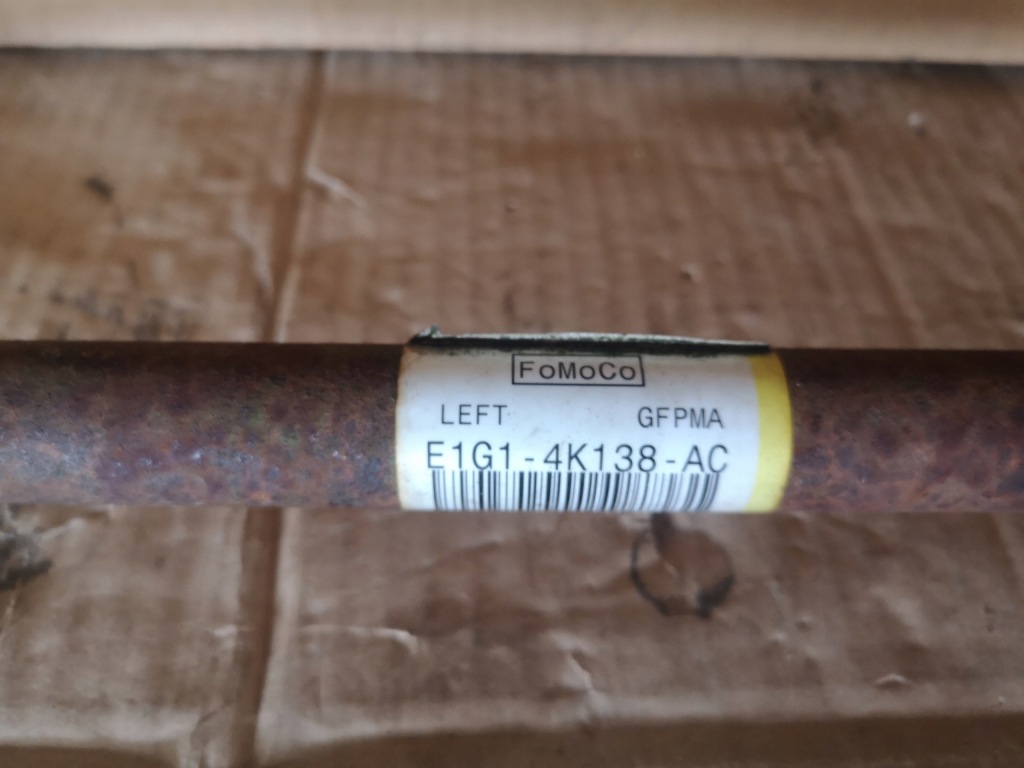 FoMoCo
LEFT GFPMA
E1G1-4K138-AC